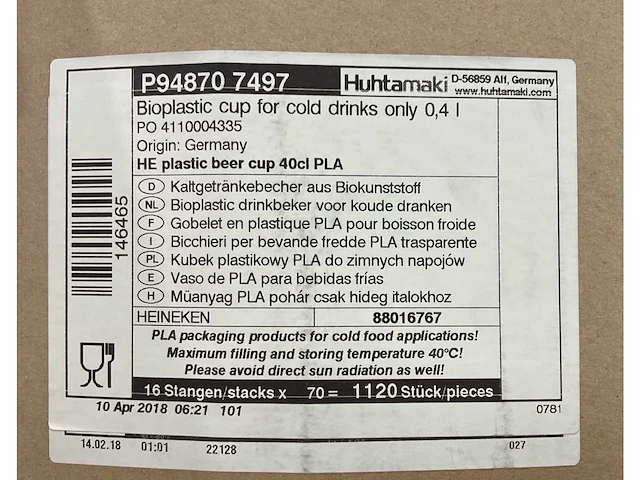 P94870 7497 Huhtamaki D-56859 Alf, Germany
www.huhtamaki.com
Bioplastic cup for cold drinks only 0,4 l
PO 4110004335
Origin: Germany
HE plastic beer cup 40cl PLA
146465
D Kaltgetränkebecher aus Biokunststoff
NL Bioplastic drinkbeker voor koude dranken
F Gobelet en plastique PLA pour boisson froide
I Bicchieri per bevande fredde PLA trasparente
PL Kubek plastikowy PLA do zimnych napojów
E Vaso de PLA para bebidas frías
H Müanyag PLA pohár csak hideg italokhoz
HEINEKEN 88016767
PLA packaging products for cold food applications!
Maximum filling and storing temperature 40°C!
Please avoid direct sun radiation as well!
16 Stangen/stacks x 70 = 1120 Stück/pieces
10 Apr 2018 06:21 101 0781
14.02.18 01:01 22128 027